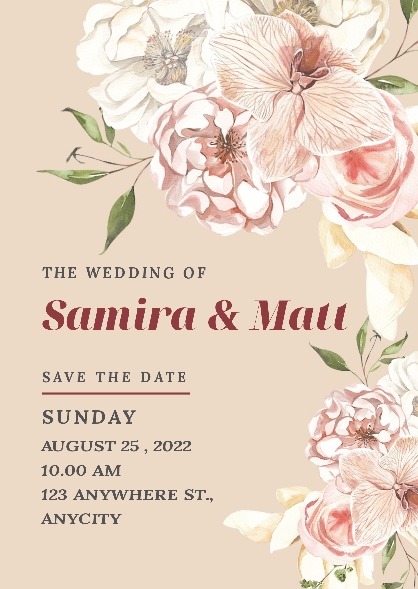 THE WEDDING OF
Samira & Matt
SAVE THE DATE
SUNDAY
AUGUST 25 , 2022
10.00 AM
123 ANYWHERE ST.,
ANYCITY